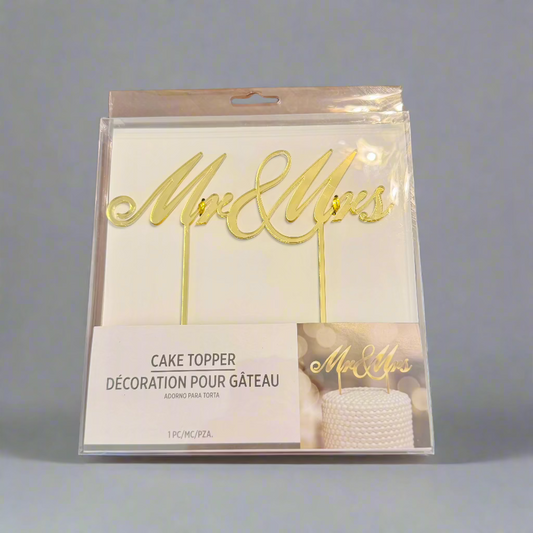 Mr & Mrs
CAKE TOPPER
DÉCORATION POUR GÂTEAU
ADORNO PARA TORTA
1 PC/MC/PZA.
Mr & Mrs